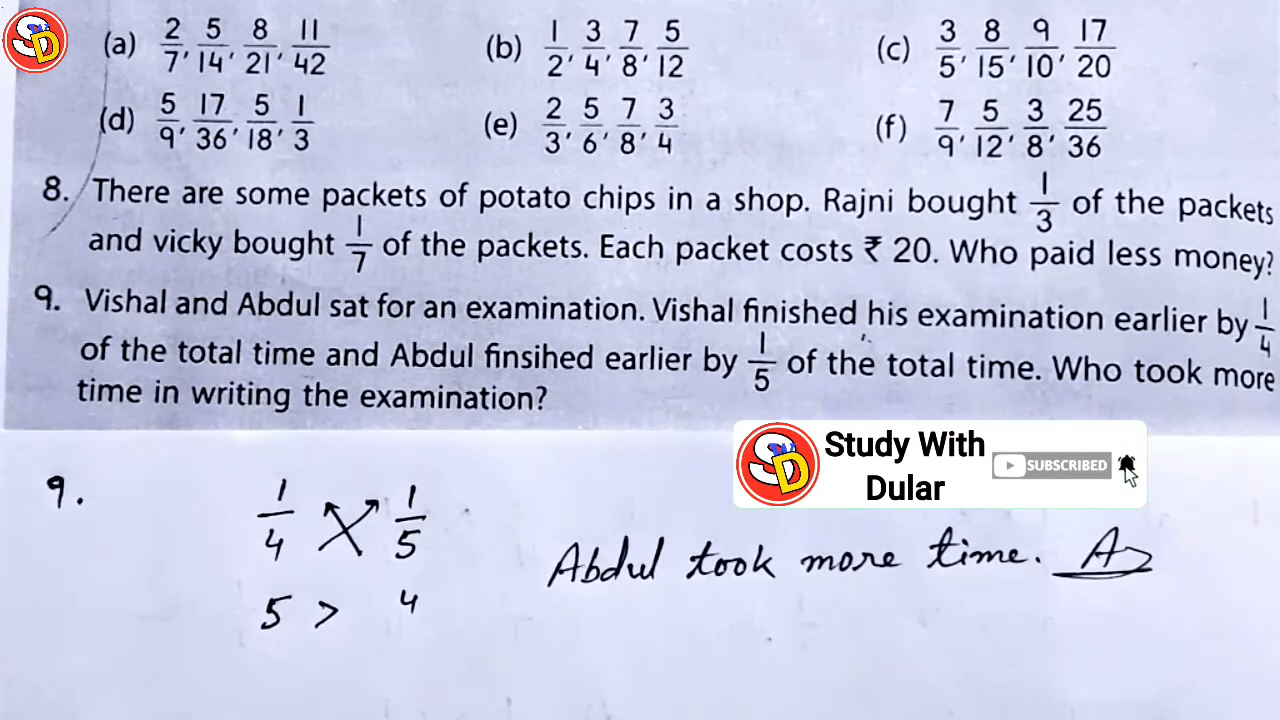 SD
(a) 2/7, 5/14, 8/21, 11/42 (b) 1/2, 3/4, 7/8, 5/12 (c) 3/5, 8/15, 9/10, 17/20
(d) 5/9, 17/36, 5/18, 1/3 (e) 2/3, 5/6, 7/8, 3/4 (f) 7/9, 5/12, 3/8, 25/36
8. There are some packets of potato chips in a shop. Rajni bought 1/3 of the packets
and vicky bought 1/7 of the packets. Each packet costs ₹ 20. Who paid less money?
9. Vishal and Abdul sat for an examination. Vishal finished his examination earlier by 1/4
of the total time and Abdul finsihed earlier by 1/5 of the total time. Who took more
time in writing the examination?
SD Study With
Dular
SUBSCRIBED
9. 1/4 1/5
5 > 4
Abdul took more time. A